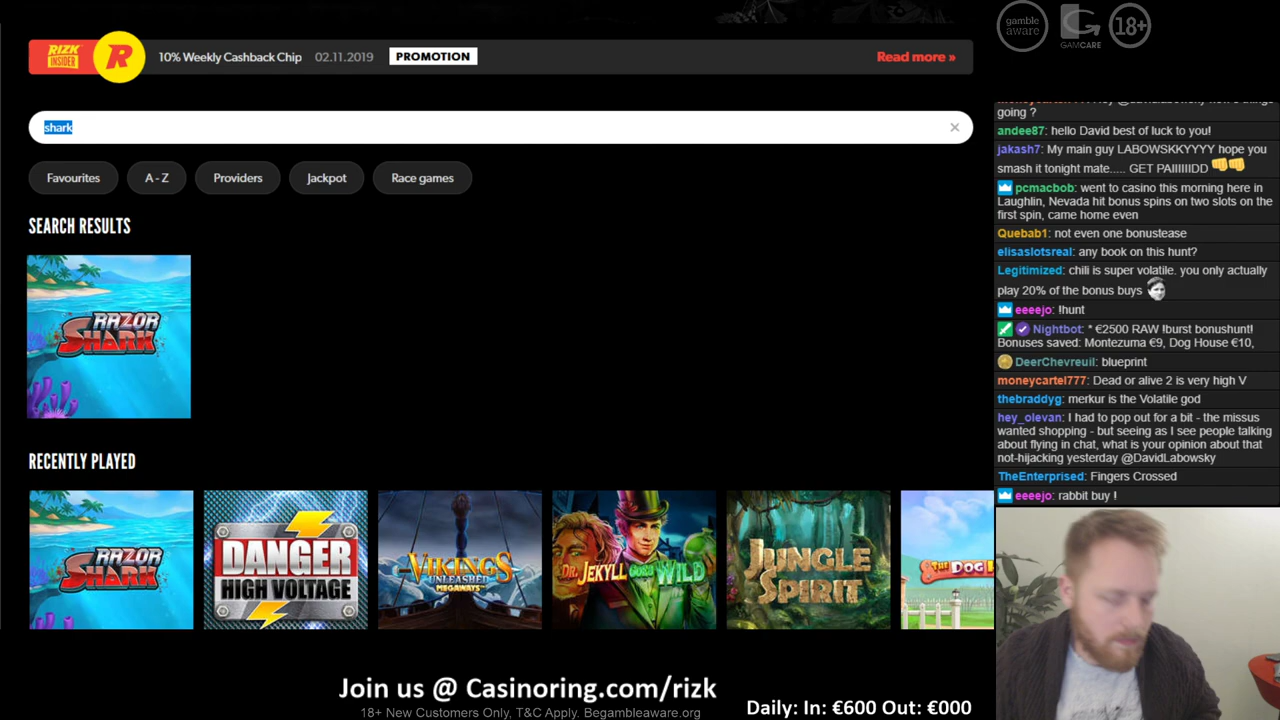 RIZK
INSIDER
R
10% Weekly Cashback Chip 02.11.2019 PROMOTION Read more »
shark ×
Favourites A - Z Providers Jackpot Race games
SEARCH RESULTS
RAZOR
SHARK
RECENTLY PLAYED
RAZOR
SHARK
DANGER
HIGH VOLTAGE
VIKINGS
UNLEASHED
MEGAWAYS
DR. JEKYLL GOES WILD
JUNGLE
SPIRIT
THE DOG
Join us @ Casinoring.com/rizk
18+ New Customers Only, T&C Apply. Begambleaware.org
Daily: In: €600 Out: €000
gamble
aware
GAMCARE
18+
going ?
andee87: hello David best of luck to you!
jakash7: My main guy LABOWSKKYYYY hope you
smash it tonight mate..... GET PAIIIIIIDD
pcmacbob: went to casino this morning here in
Laughlin, Nevada hit bonus spins on two slots on the
first spin, came home even
Quebab1: not even one bonustease
elisaslotsreal: any book on this hunt?
Legitimized: chili is super volatile. you only actually
play 20% of the bonus buys
eeeejo: !hunt
Nightbot: * €2500 RAW !burst bonushunt!
Bonuses saved: Montezuma €9, Dog House €10,
DeerChevreuil: blueprint
moneycartel777: Dead or alive 2 is very high V
thebraddyg: merkur is the Volatile god
hey_olevan: I had to pop out for a bit - the missus
wanted shopping - but seeing as I see people talking
about flying in chat, what is your opinion about that
not-hijacking yesterday @DavidLabowsky
TheEnterprised: Fingers Crossed
eeeejo: rabbit buy !